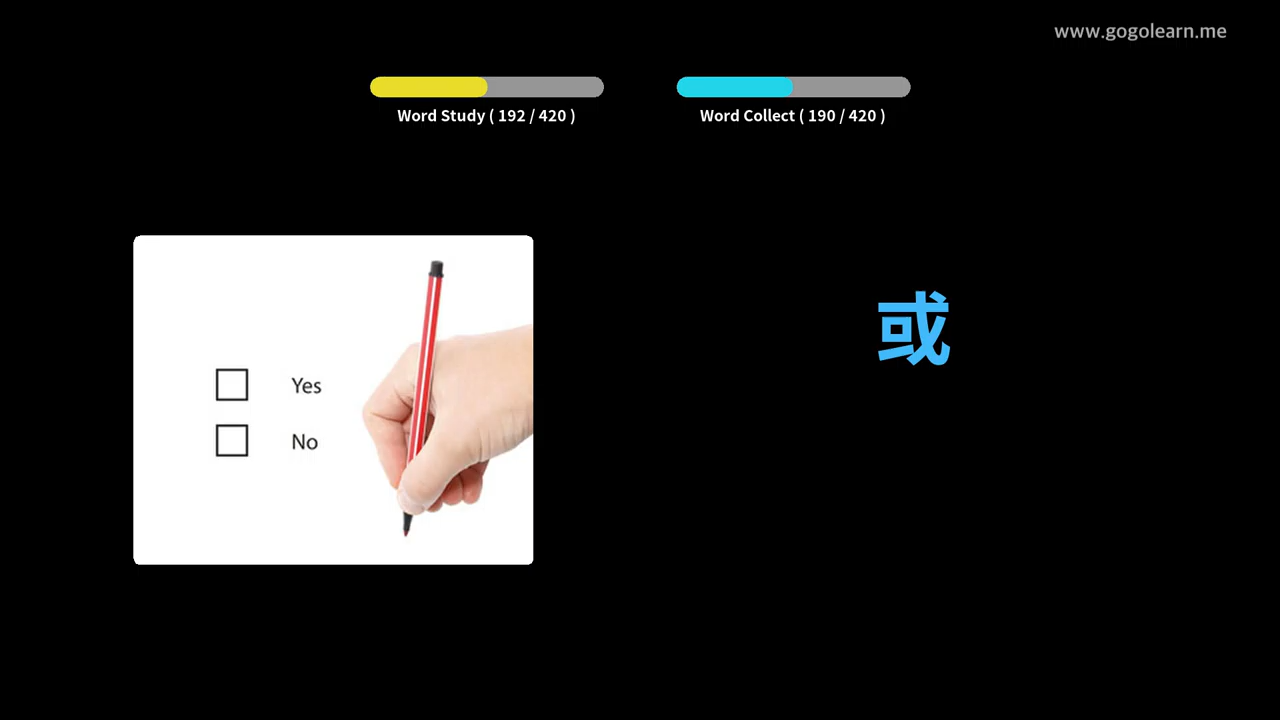 www.gogolearn.me
Word Study ( 192 / 420 )
Word Collect ( 190 / 420 )
Yes
No
或